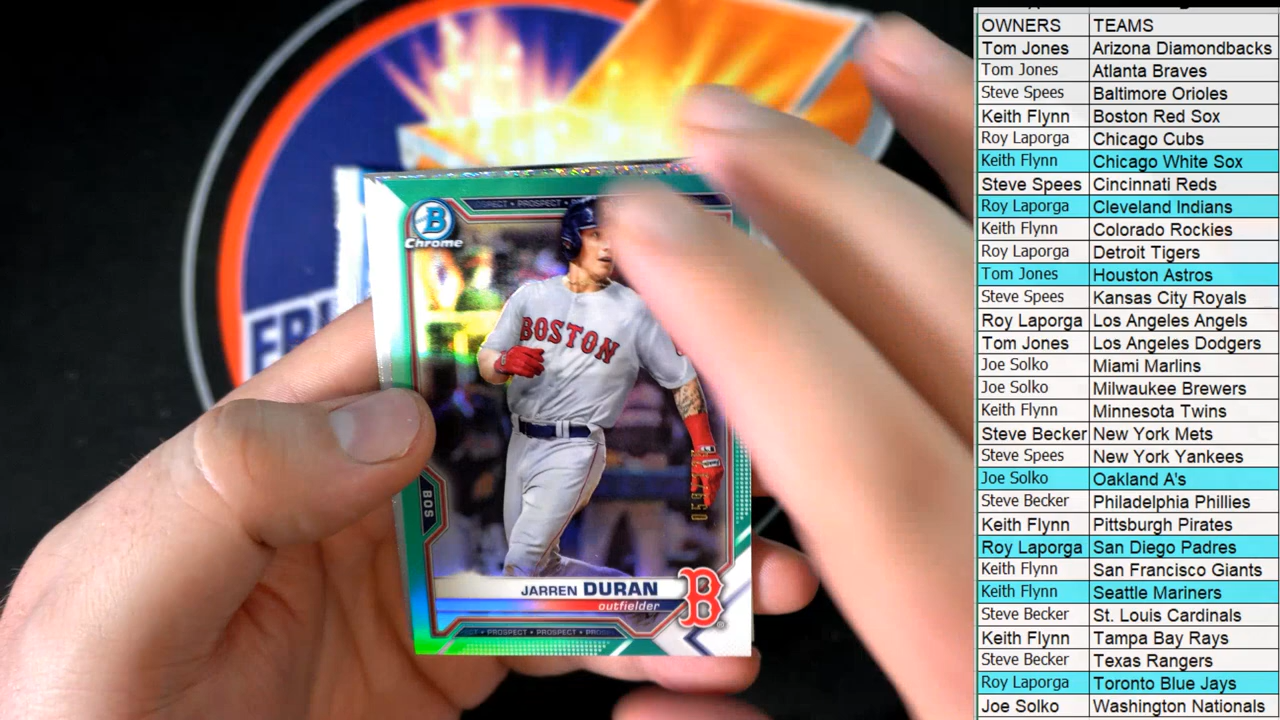 OWNERS TEAMS
Tom Jones Arizona Diamondbacks
Tom Jones Atlanta Braves
Steve Spees Baltimore Orioles
Keith Flynn Boston Red Sox
Roy Laporga Chicago Cubs
Keith Flynn Chicago White Sox
Steve Spees Cincinnati Reds
Roy Laporga Cleveland Indians
Keith Flynn Colorado Rockies
Roy Laporga Detroit Tigers
Tom Jones Houston Astros
Steve Spees Kansas City Royals
Roy Laporga Los Angeles Angels
Tom Jones Los Angeles Dodgers
Joe Solko Miami Marlins
Joe Solko Milwaukee Brewers
Keith Flynn Minnesota Twins
Steve Becker New York Mets
Steve Spees New York Yankees
Joe Solko Oakland A's
Steve Becker Philadelphia Phillies
Keith Flynn Pittsburgh Pirates
Roy Laporga San Diego Padres
Keith Flynn San Francisco Giants
Keith Flynn Seattle Mariners
Steve Becker St. Louis Cardinals
Keith Flynn Tampa Bay Rays
Steve Becker Texas Rangers
Roy Laporga Toronto Blue Jays
Joe Solko Washington Nationals
PROSPECT
B
Chrome
BOSTON
BOS
JARREN DURAN
outfielder
B
PROSPECT • PROSPECT